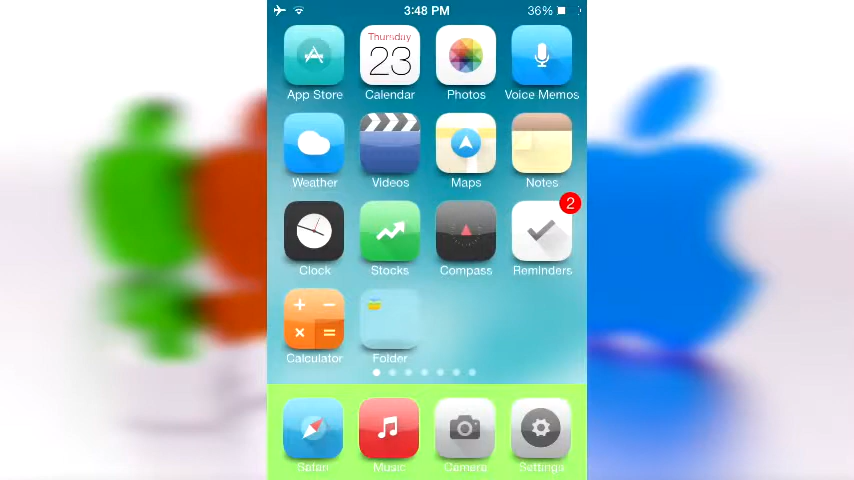 3:48 PM
36%
Thursday
23
App Store
Calendar
Photos
Voice Memos
Weather
Videos
Maps
Notes
2
Clock
Stocks
Compass
Reminders
Calculator
Folder
Safari
Music
Camera
Settings